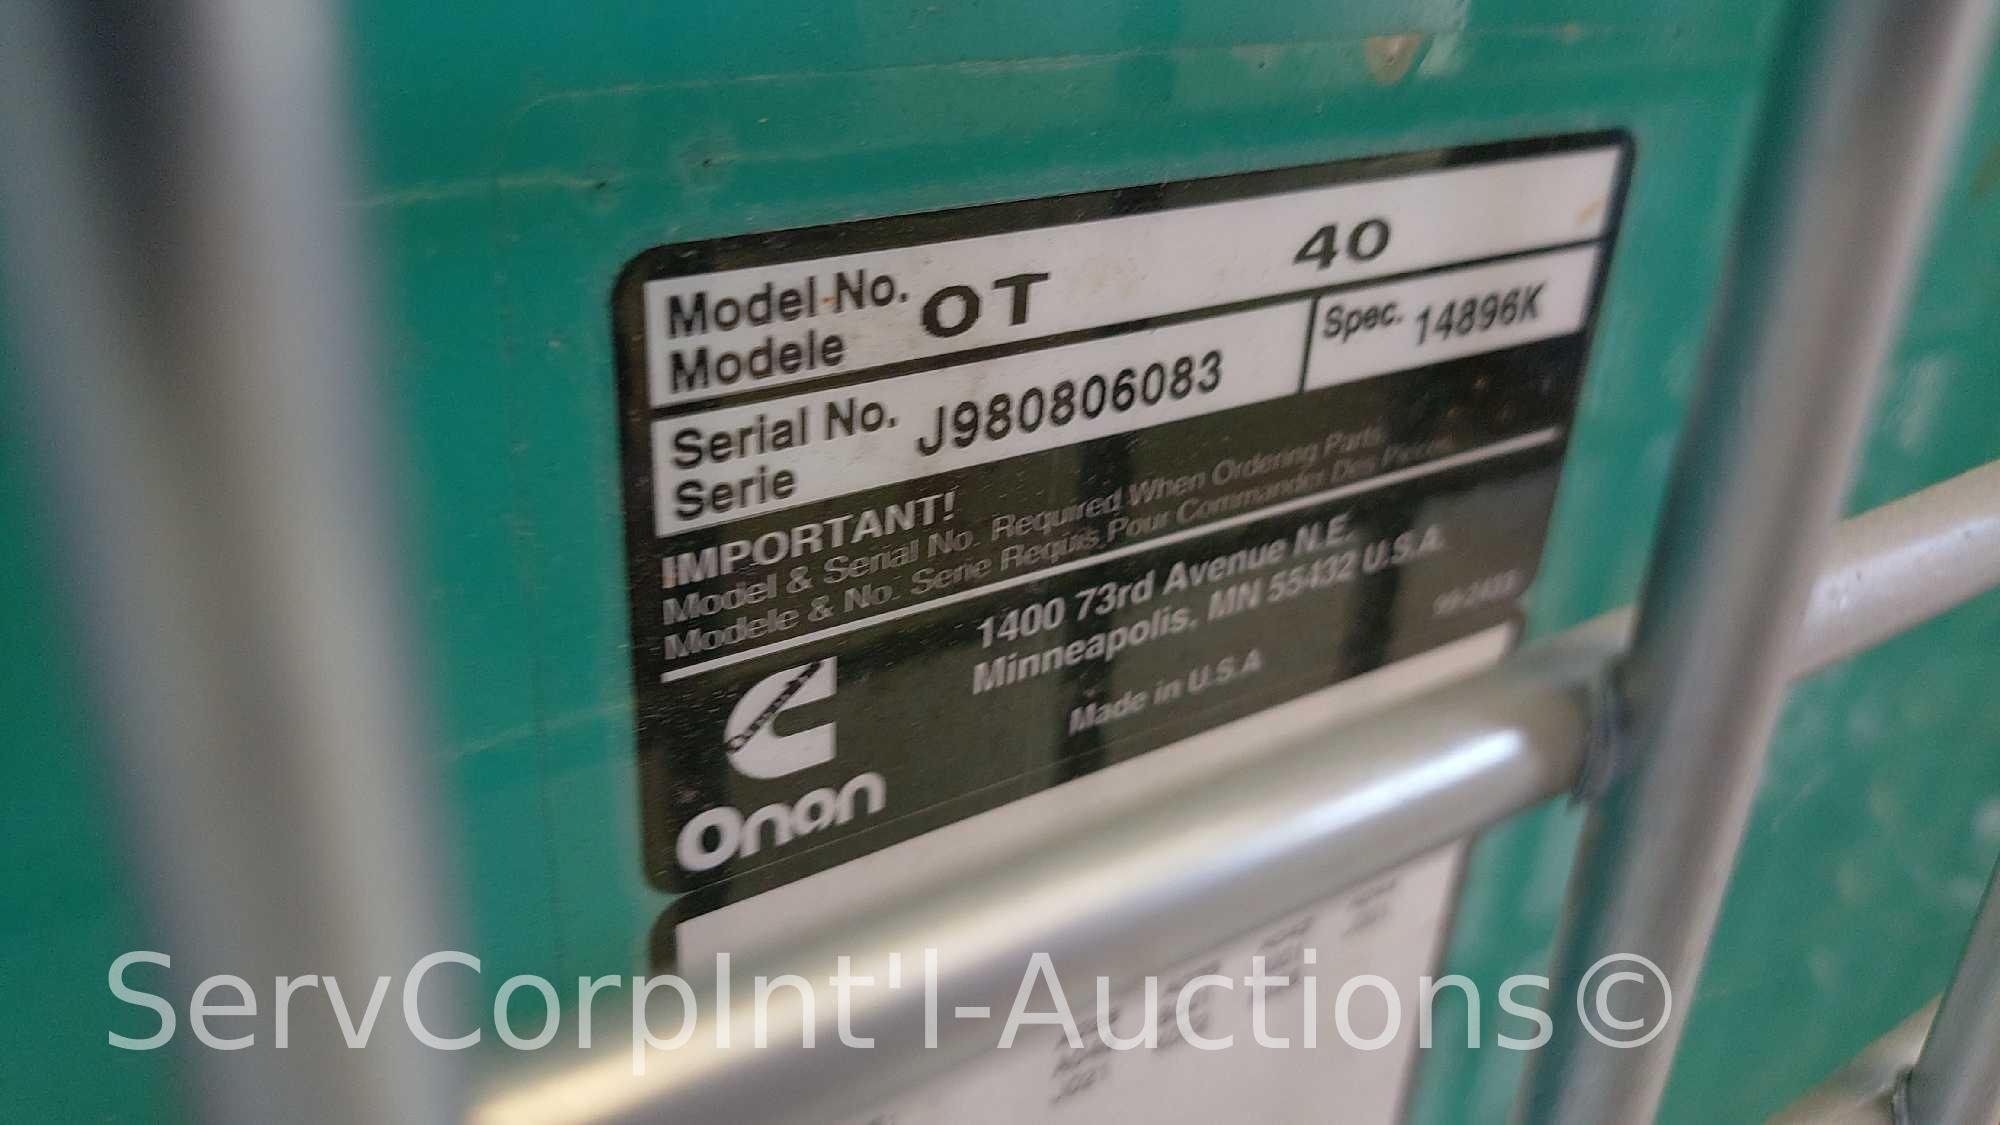 Model No. OT 40
Modele
Serial No. J980806083 Spec. 14896K
Serie
IMPORTANT!
Model & Serial No. Required When Ordering Parts
Modele & No. Serie Requis Pour Commander Des Pieces
1400 73rd Avenue N.E.
Minneapolis, MN 55432 U.S.A.
Made in U.S.A
Cummins
Onan
ServCorpInt'l-Auctions©